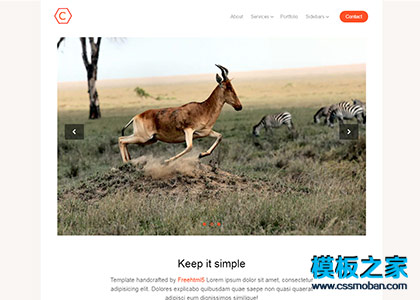 C
About Services Portfolio Sidebars Contact
Keep it simple
Template handcrafted by Freehtml5 Lorem ipsum dolor sit amet, consectetur
adipisicing elit. Dolores explicabo quibusdam quae saepe non quasi quaerat
eum dignissimos similique!
模板之家
www.cssmoban.com